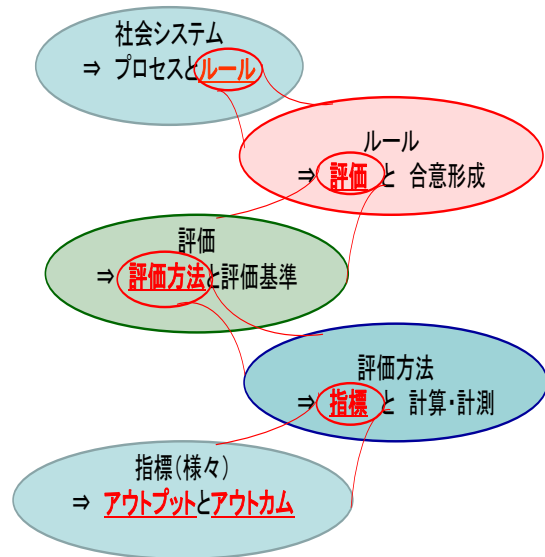 社会システム
⇒ プロセスとルール
ルール
⇒ 評価 と 合意形成
評価
⇒ 評価方法と評価基準
評価方法
⇒ 指標 と 計算・計測
指標(様々)
⇒ アウトプットとアウトカム